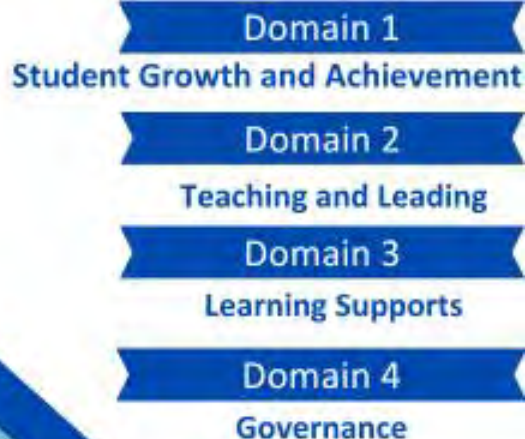 Domain 1
Student Growth and Achievement
Domain 2
Teaching and Leading
Domain 3
Learning Supports
Domain 4
Governance